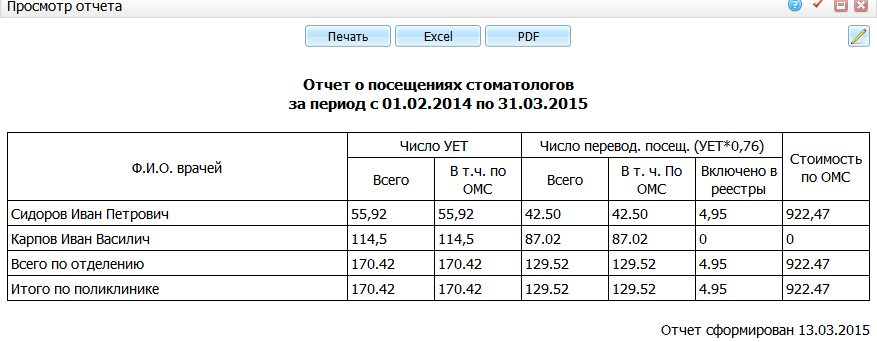 Просмотр отчета
Печать Excel PDF
Отчет о посещениях стоматологов
за период с 01.02.2014 по 31.03.2015
Ф.И.О. врачей Число УЕТ Число перевод. посещ. (УЕТ*0,76) Стоимость по ОМС
Всего В т.ч. по ОМС Всего В т. ч. По ОМС Включено в реестры
Сидоров Иван Петрович 55,92 55,92 42.50 42.50 4,95 922,47
Карпов Иван Василич 114,5 114,5 87.02 87.02 0 0
Всего по отделению 170.42 170.42 129.52 129.52 4.95 922.47
Итого по поликлинике 170.42 170.42 129.52 129.52 4.95 922.47
Отчет сформирован 13.03.2015